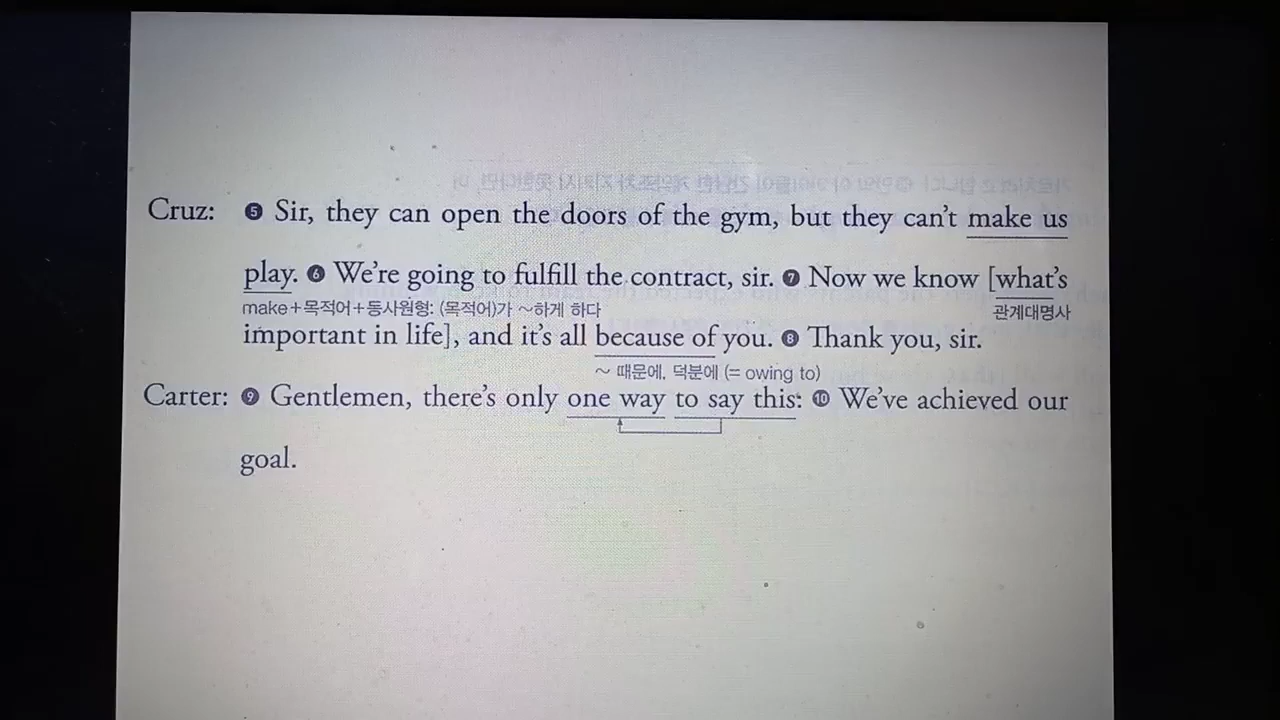 Cruz: ❺ Sir, they can open the doors of the gym, but they can't make us
play. ❻ We're going to fulfill the contract, sir. ❼ Now we know [what's
make+목적어+동사원형: (목적어)가 ～하게 하다 관계대명사
important in life], and it's all because of you. ❽ Thank you, sir.
～ 때문에, 덕분에 (= owing to)
Carter: ❾ Gentlemen, there's only one way to say this: ❿ We've achieved our
goal.